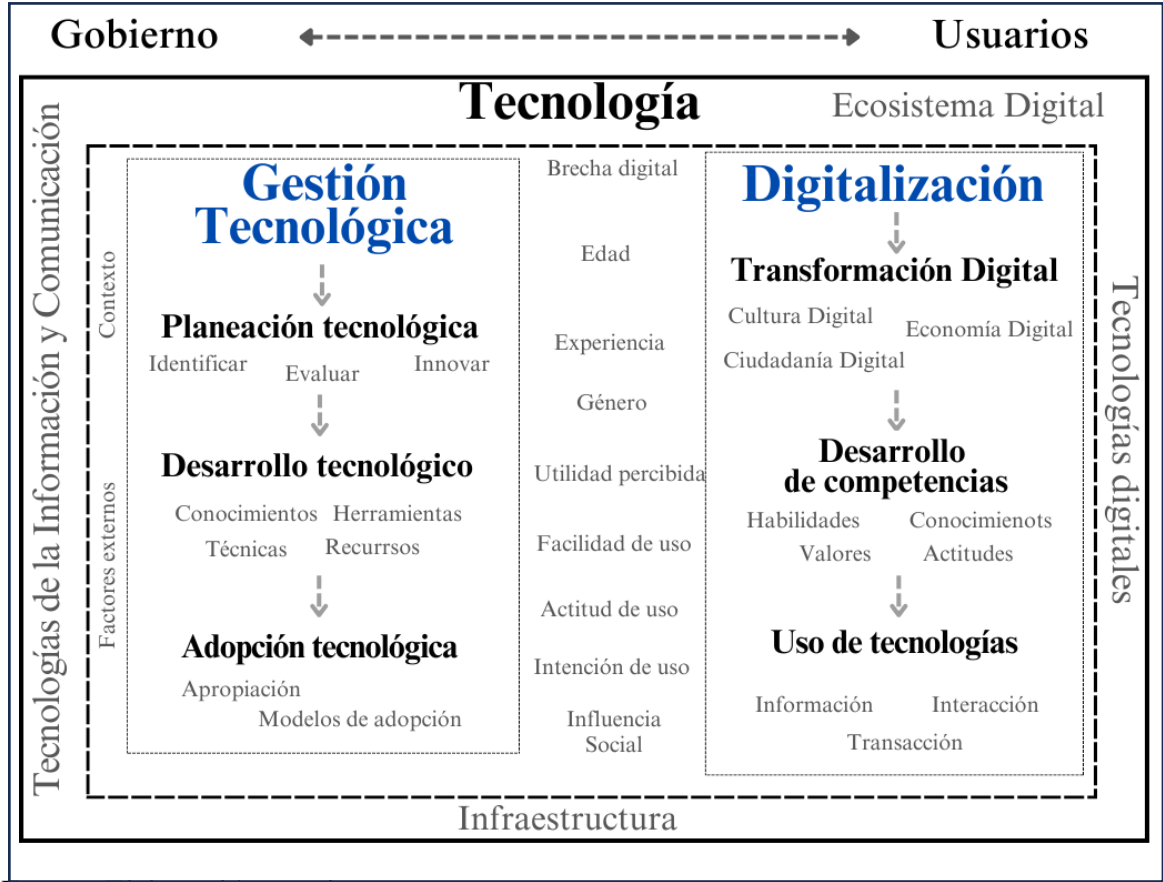 Gobierno
Usuarios
Tecnología
Ecosistema Digital
Tecnologías de la Información y Comunicación
Contexto
Factores externos
Gestión
Tecnológica
Planeación tecnológica
Identificar
Evaluar
Innovar
Desarrollo tecnológico
Conocimientos
Herramientas
Técnicas
Recurrsos
Adopción tecnológica
Apropiación
Modelos de adopción
Brecha digital
Edad
Experiencia
Género
Utilidad percibida
Facilidad de uso
Actitud de uso
Intención de uso
Influencia
Social
Digitalización
Transformación Digital
Cultura Digital
Economía Digital
Ciudadanía Digital
Desarrollo
de competencias
Habilidades
Conocimienots
Valores
Actitudes
Uso de tecnologías
Información
Interacción
Transacción
Tecnologías digitales
Infraestructura